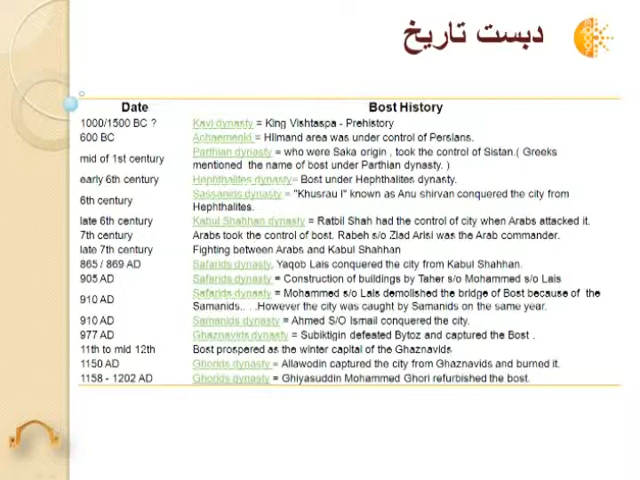 دبست تاریخ
Date Bost History
1000/1500 BC ? Kavi dynasty = King Vishtaspa - Prehistory
600 BC Aphaemenki = Hilmand area was under control of Persians.
mid of 1st century Parthian dynasty = who were Saka origin , took the control of Sistan.( Greeks
mentioned the name of bost under Parthian dynasty. )
early 6th century Hephthalites dynasty= Bost under Hephthalites dynasty.
6th century Sassanids dynasty = "Khusrau I" known as Anu shirvan conquered the city from
Hephthalites.
late 6th century Kabul Shahhan dynasty = Ratbil Shah had the control of city when Arabs attacked it.
7th century Arabs took the control of bost. Rabeh s/o Ziad Arisi was the Arab commander.
late 7th century Fighting between Arabs and Kabul Shahhan
865 / 869 AD Safarids dynasty, Yaqob Lais conquered the city from Kabul Shahhan.
905 AD Safarids dynasty = Construction of buildings by Taher s/o Mohammed s/o Lais
910 AD Safarids dynasty = Mohammed s/o Lais demolished the bridge of Bost because of the
Samanids.. . .However the city was caught by Samanids on the same year.
910 AD Samanids dynasty = Ahmed S/O Ismail conquered the city.
977 AD Ghaznavids dynasty = Subiktigin defeated Bytoz and captured the Bost .
11th to mid 12th Bost prospered as the winter capital of the Ghaznavids
1150 AD Ghorids dynasty = Allawodin captured the city from Ghaznavids and burned it.
1158 - 1202 AD Ghorids dynasty = Ghiyasuddin Mohammed Ghori refurbished the bost.